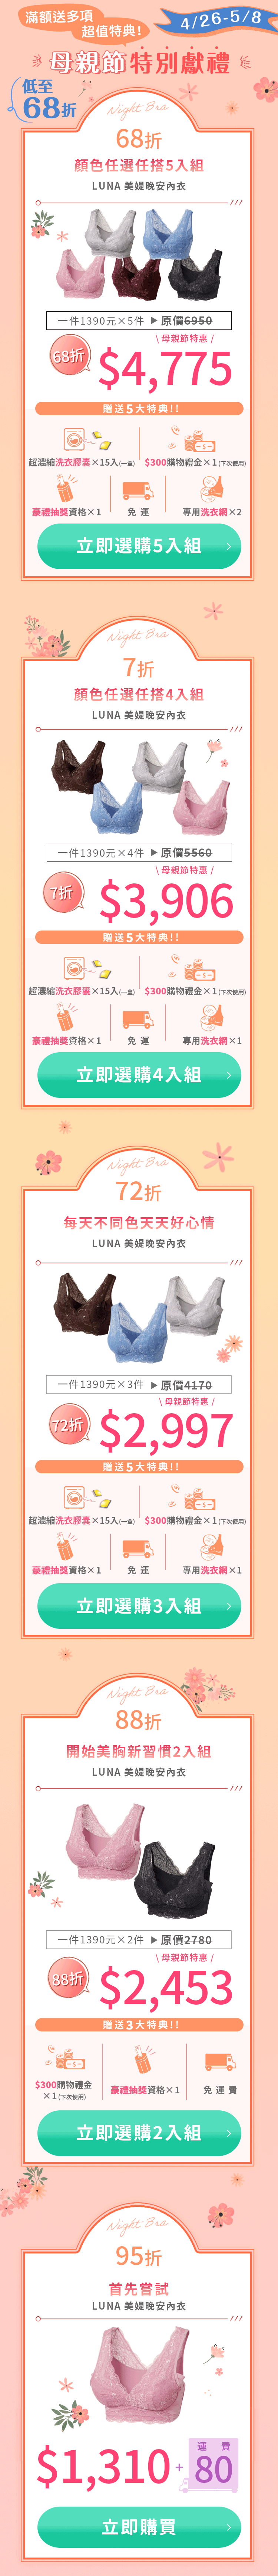 滿額送多項
超值特典!
4/26-5/8
母親節特別獻禮
低至
68折
Night Bra
68折
顏色任選任搭5入組
LUNA 美媞晚安內衣
一件1390元×5件 ▶原價6950
\ 母親節特惠 /
68折
$4,775
贈送5大特典!!
超濃縮洗衣膠囊×15入(一盒)
$300購物禮金×1(下次使用)
豪禮抽獎資格×1
免 運
專用洗衣網×2
立即選購5入組
Night Bra
7折
顏色任選任搭4入組
LUNA 美媞晚安內衣
一件1390元×4件 ▶原價5560
\ 母親節特惠 /
7折
$3,906
贈送5大特典!!
超濃縮洗衣膠囊×15入(一盒)
$300購物禮金×1(下次使用)
豪禮抽獎資格×1
免 運
專用洗衣網×1
立即選購4入組
Night Bra
72折
每天不同色天天好心情
LUNA 美媞晚安內衣
一件1390元×3件 ▶原價4170
\ 母親節特惠 /
72折
$2,997
贈送5大特典!!
超濃縮洗衣膠囊×15入(一盒)
$300購物禮金×1(下次使用)
豪禮抽獎資格×1
免 運
專用洗衣網×1
立即選購3入組
Night Bra
88折
開始美胸新習慣2入組
LUNA 美媞晚安內衣
一件1390元×2件 ▶原價2780
\ 母親節特惠 /
88折
$2,453
贈送3大特典!!
$300購物禮金
×1(下次使用)
豪禮抽獎資格×1
免 運 費
立即選購2入組
Night Bra
95折
首先嘗試
LUNA 美媞晚安內衣
$1,310+
運 費
80
立即購買